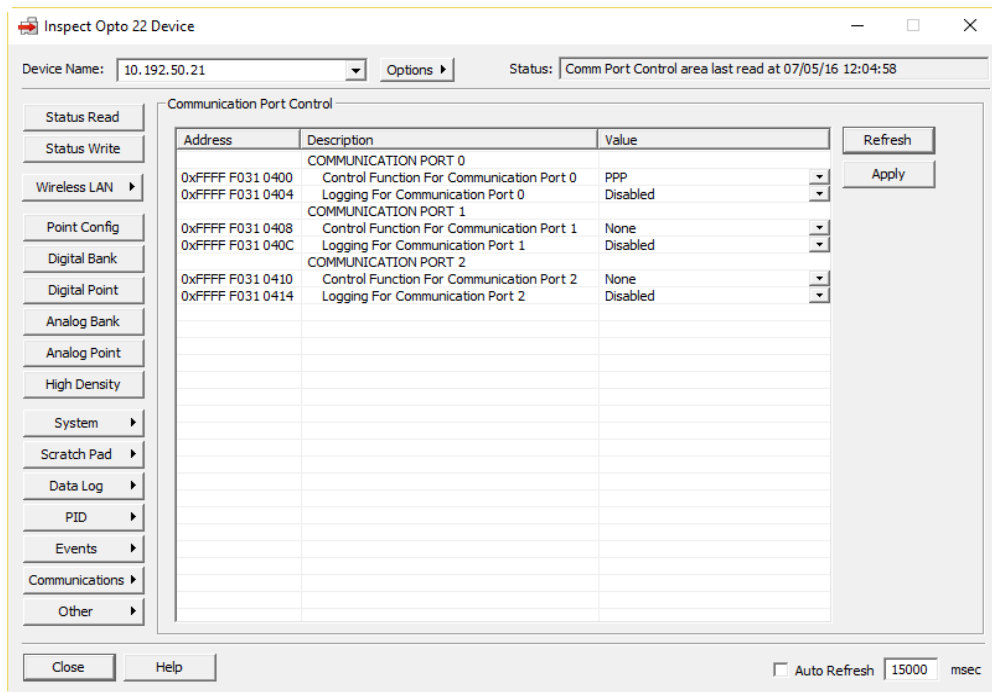 Inspect Opto 22 Device
Device Name: 10.192.50.21 Options Status: Comm Port Control area last read at 07/05/16 12:04:58
Status Read
Status Write
Wireless LAN
Point Config
Digital Bank
Digital Point
Analog Bank
Analog Point
High Density
System
Scratch Pad
Data Log
PID
Events
Communications
Other
Communication Port Control
Address Description Value
COMMUNICATION PORT 0
0xFFFF F031 0400 Control Function For Communication Port 0 PPP
0xFFFF F031 0404 Logging For Communication Port 0 Disabled
COMMUNICATION PORT 1
0xFFFF F031 0408 Control Function For Communication Port 1 None
0xFFFF F031 040C Logging For Communication Port 1 Disabled
COMMUNICATION PORT 2
0xFFFF F031 0410 Control Function For Communication Port 2 None
0xFFFF F031 0414 Logging For Communication Port 2 Disabled
Refresh
Apply
Close Help Auto Refresh 15000 msec